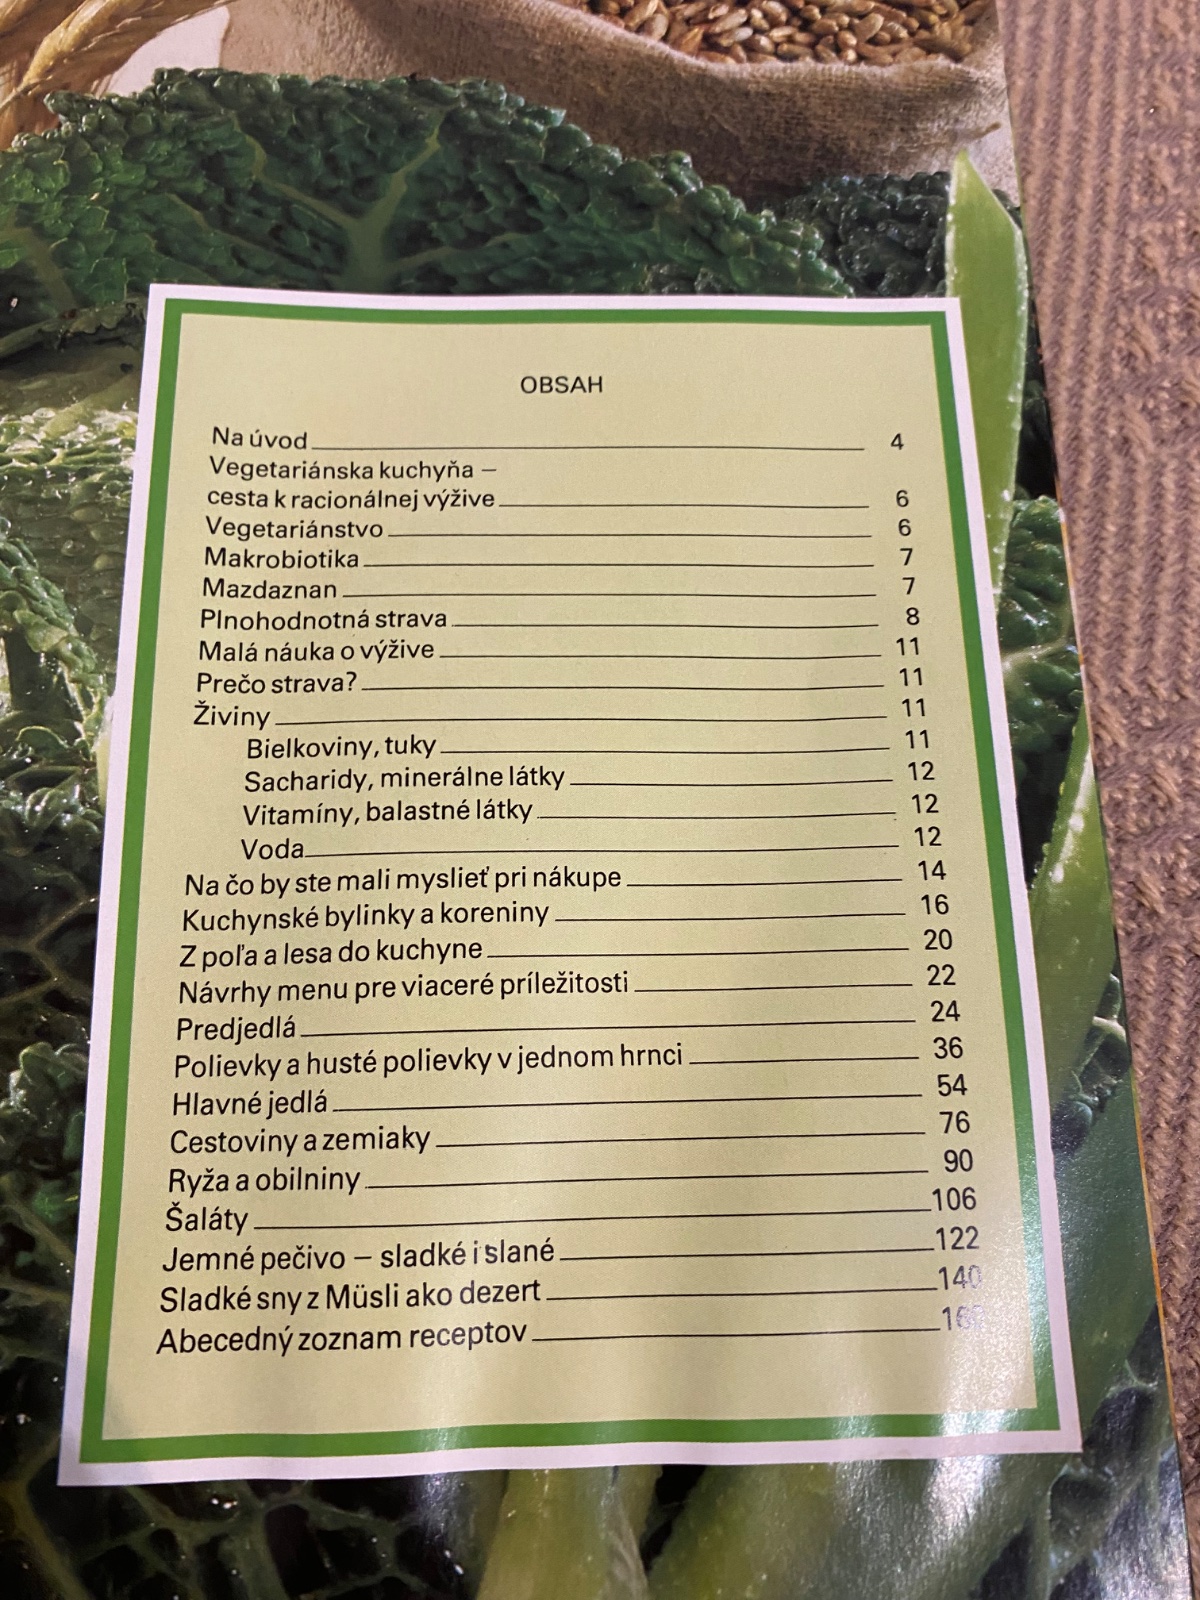 OBSAH
Na úvod 4
Vegetariánska kuchyňa –
cesta k racionálnej výžive 6
Vegetariánstvo 6
Makrobiotika 7
Mazdaznan 7
Plnohodnotná strava 8
Malá náuka o výžive 11
Prečo strava? 11
Živiny 11
Bielkoviny, tuky 11
Sacharidy, minerálne látky 12
Vitamíny, balastné látky 12
Voda 12
Na čo by ste mali myslieť pri nákupe 14
Kuchynské bylinky a koreniny 16
Z poľa a lesa do kuchyne 20
Návrhy menu pre viaceré príležitosti 22
Predjedlá 24
Polievky a husté polievky v jednom hrnci 36
Hlavné jedlá 54
Cestoviny a zemiaky 76
Ryža a obilniny 90
Šaláty 106
Jemné pečivo – sladké i slané 122
Sladké sny z Müsli ako dezert 140
Abecedný zoznam receptov